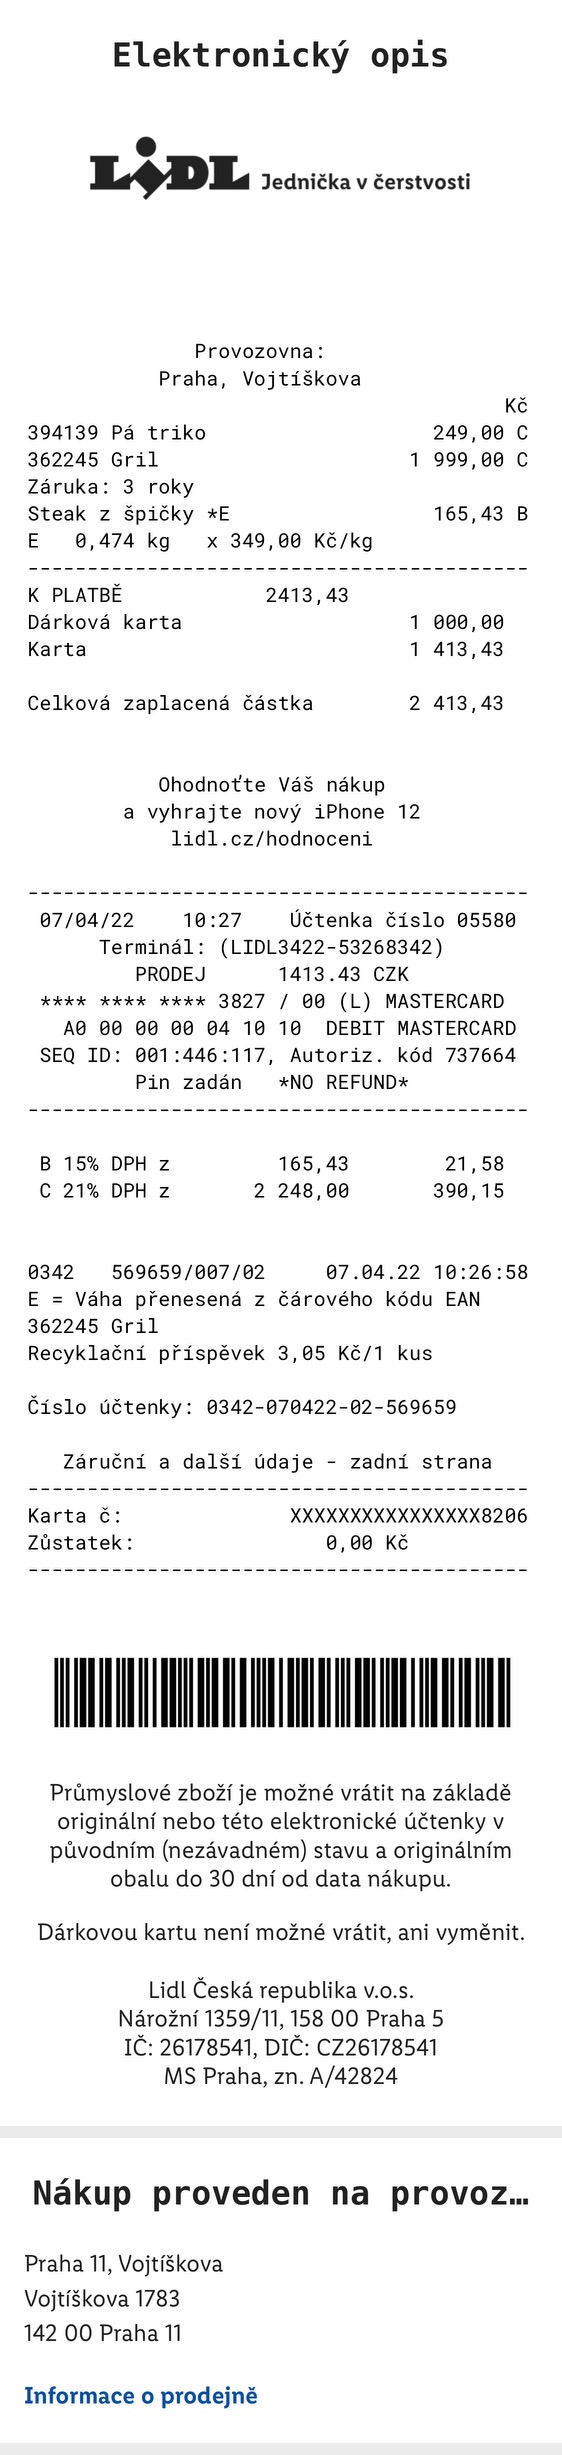 Elektronický opis
LiDL Jednička v čerstvosti
Provozovna:
Praha, Vojtíškova
Kč
394139 Pá triko 249,00 C
362245 Gril 1 999,00 C
Záruka: 3 roky
Steak z špičky *E 165,43 B
E 0,474 kg x 349,00 Kč/kg
------------------------------------------
K PLATBĚ 2413,43
Dárková karta 1 000,00
Karta 1 413,43
Celková zaplacená částka 2 413,43
Ohodnoťte Váš nákup
a vyhrajte nový iPhone 12
lidl.cz/hodnoceni
------------------------------------------
07/04/22 10:27 Účtenka číslo 05580
Terminál: (LIDL3422-53268342)
PRODEJ 1413.43 CZK
**** **** **** 3827 / 00 (L) MASTERCARD
A0 00 00 00 04 10 10 DEBIT MASTERCARD
SEQ ID: 001:446:117, Autoriz. kód 737664
Pin zadán *NO REFUND*
------------------------------------------
B 15% DPH z 165,43 21,58
C 21% DPH z 2 248,00 390,15
0342 569659/007/02 07.04.22 10:26:58
E = Váha přenesená z čárového kódu EAN
362245 Gril
Recyklační příspěvek 3,05 Kč/1 kus
Číslo účtenky: 0342-070422-02-569659
Záruční a další údaje - zadní strana
------------------------------------------
Karta č: XXXXXXXXXXXXXXXX8206
Zůstatek: 0,00 Kč
------------------------------------------
Průmyslové zboží je možné vrátit na základě
originální nebo této elektronické účtenky v
původním (nezávadném) stavu a originálním
obalu do 30 dní od data nákupu.
Dárkovou kartu není možné vrátit, ani vyměnit.
Lidl Česká republika v.o.s.
Nárožní 1359/11, 158 00 Praha 5
IČ: 26178541, DIČ: CZ26178541
MS Praha, zn. A/42824
Nákup proveden na provoz…
Praha 11, Vojtíškova
Vojtíškova 1783
142 00 Praha 11
Informace o prodejně